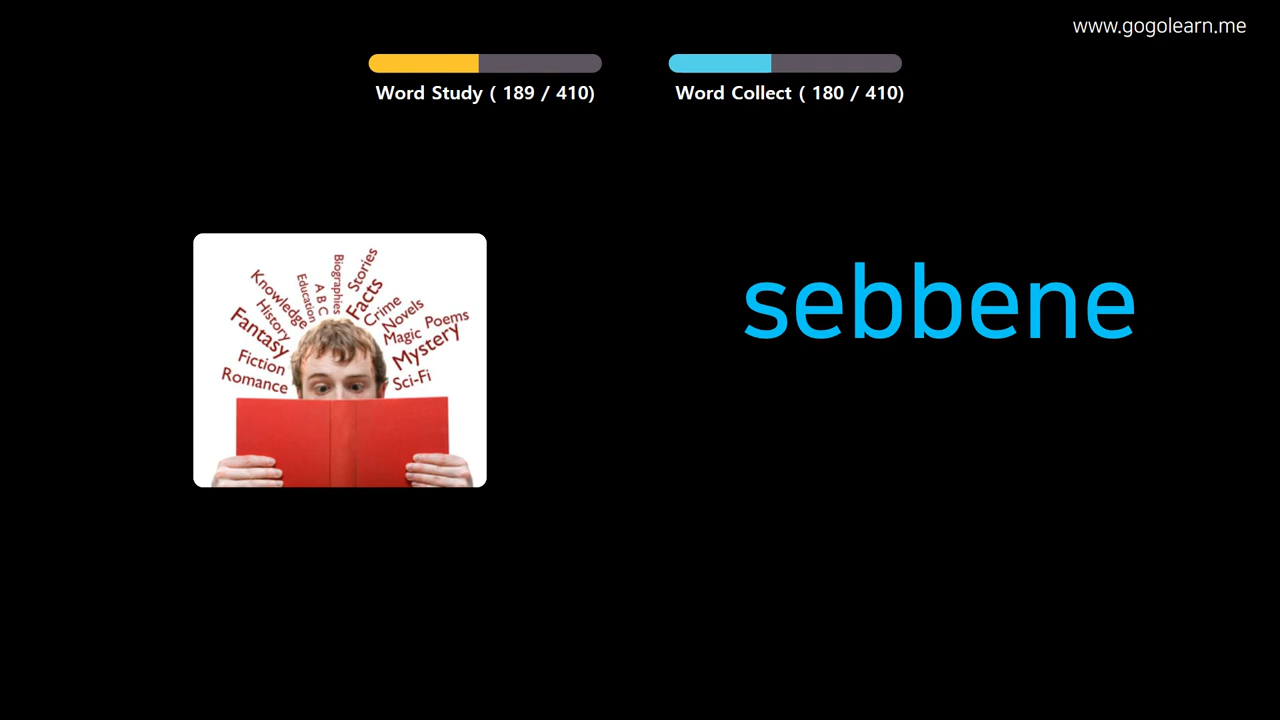 www.gogolearn.me
Word Study ( 189 / 410)
Word Collect ( 180 / 410)
sebbene
Stories
Biographies
Facts
A B C
Education
Knowledge
History
Crime
Novels
Fantasy
Magic
Poems
Mystery
Fiction
Romance
Sci-Fi